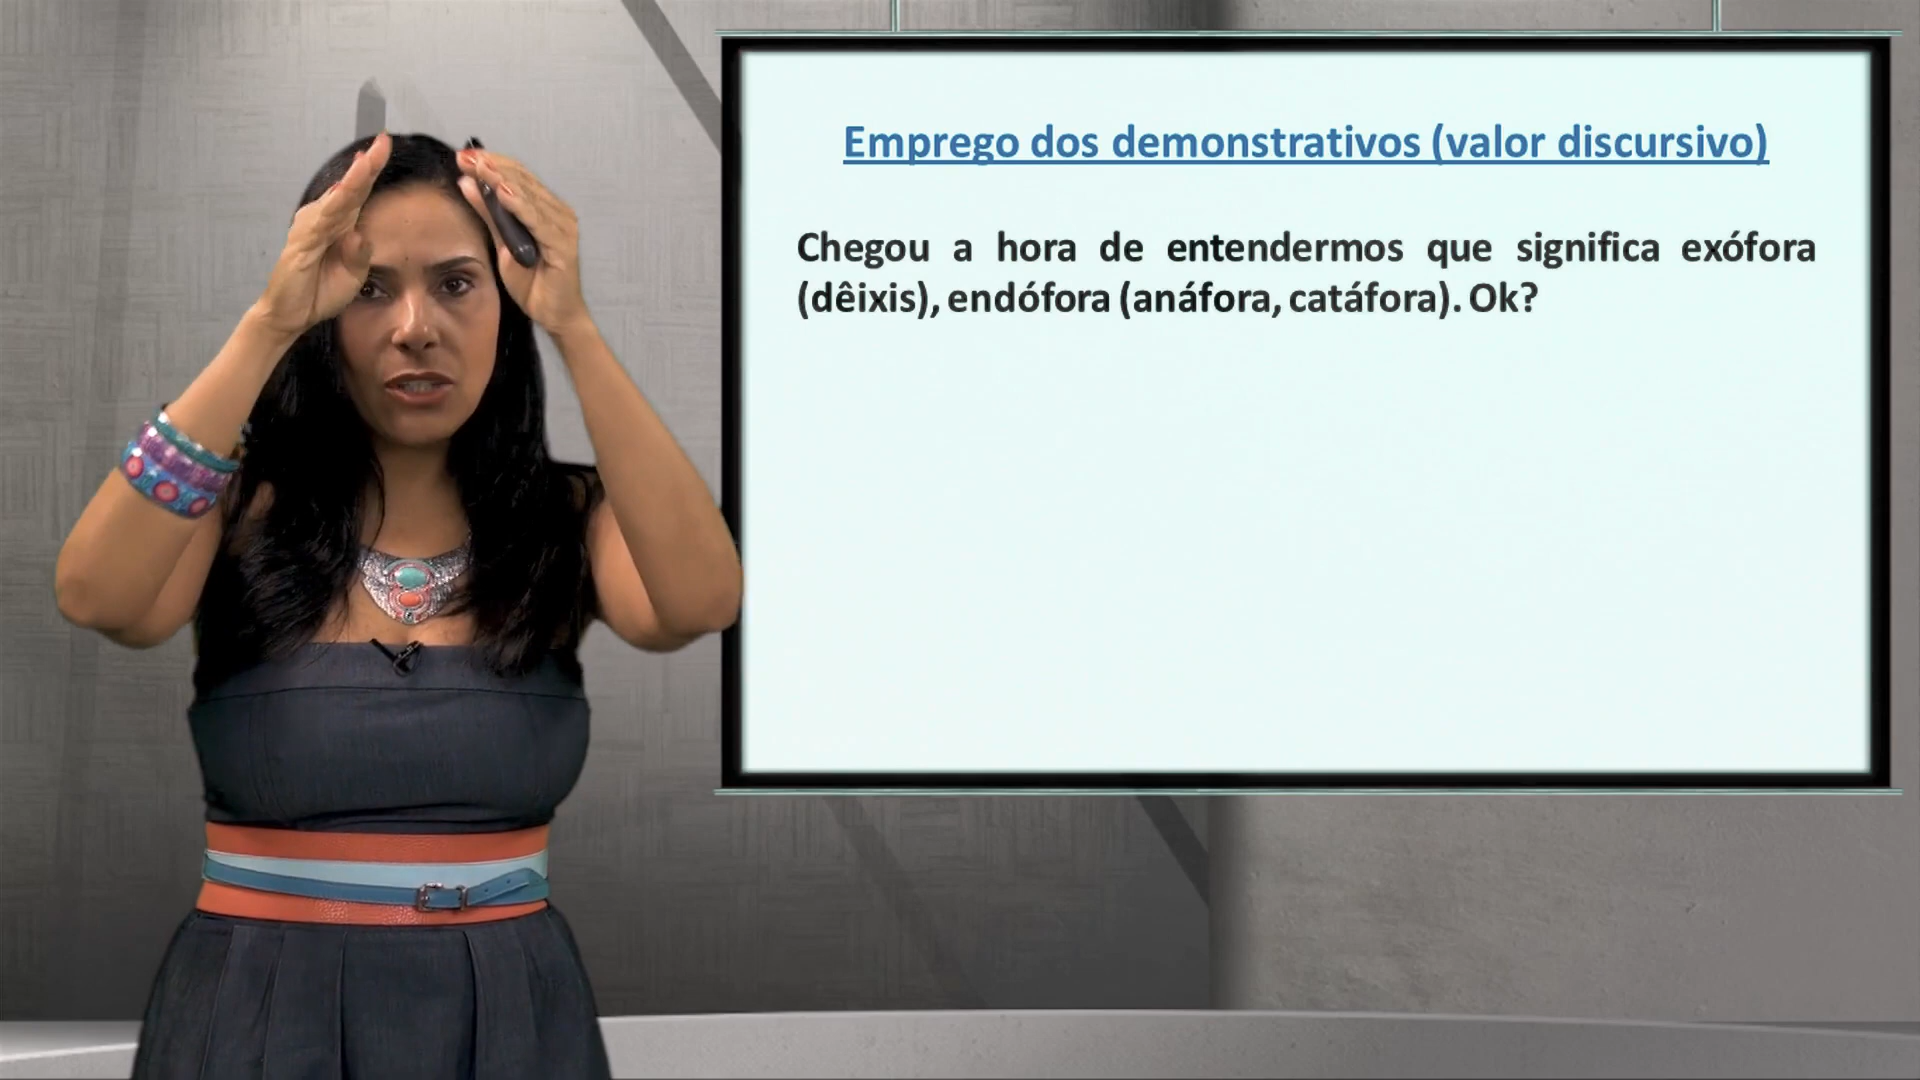 Emprego dos demonstrativos (valor discursivo)
Chegou a hora de entendermos que significa exófora
(dêixis), endófora (anáfora, catáfora). Ok?